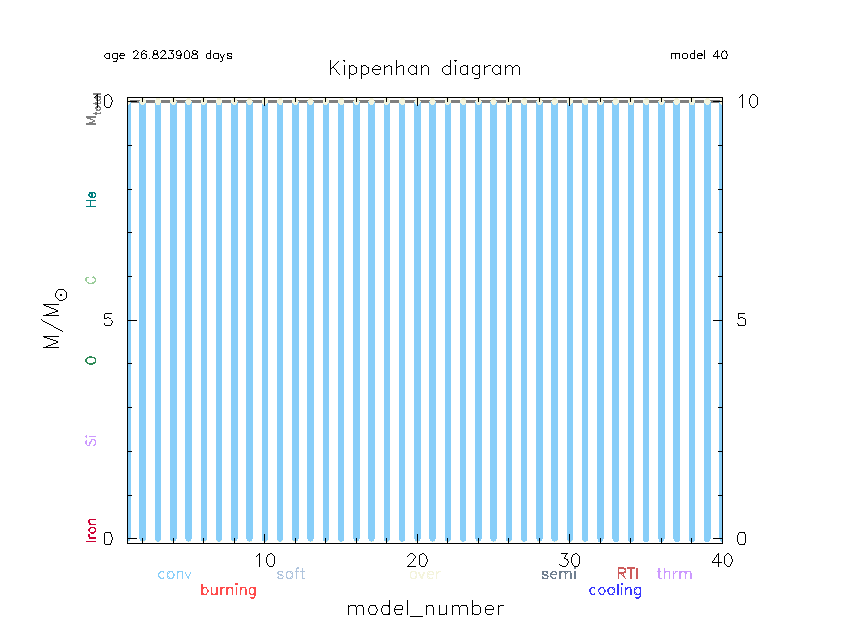 age 26.823908 days
model 40
Kippenhan diagram
M_total
10
10
He
C
M/M☉
5
5
O
Si
Iron
0
0
10
20
30
40
conv
soft
over
semi
RTI
thrm
burning
cooling
model_number